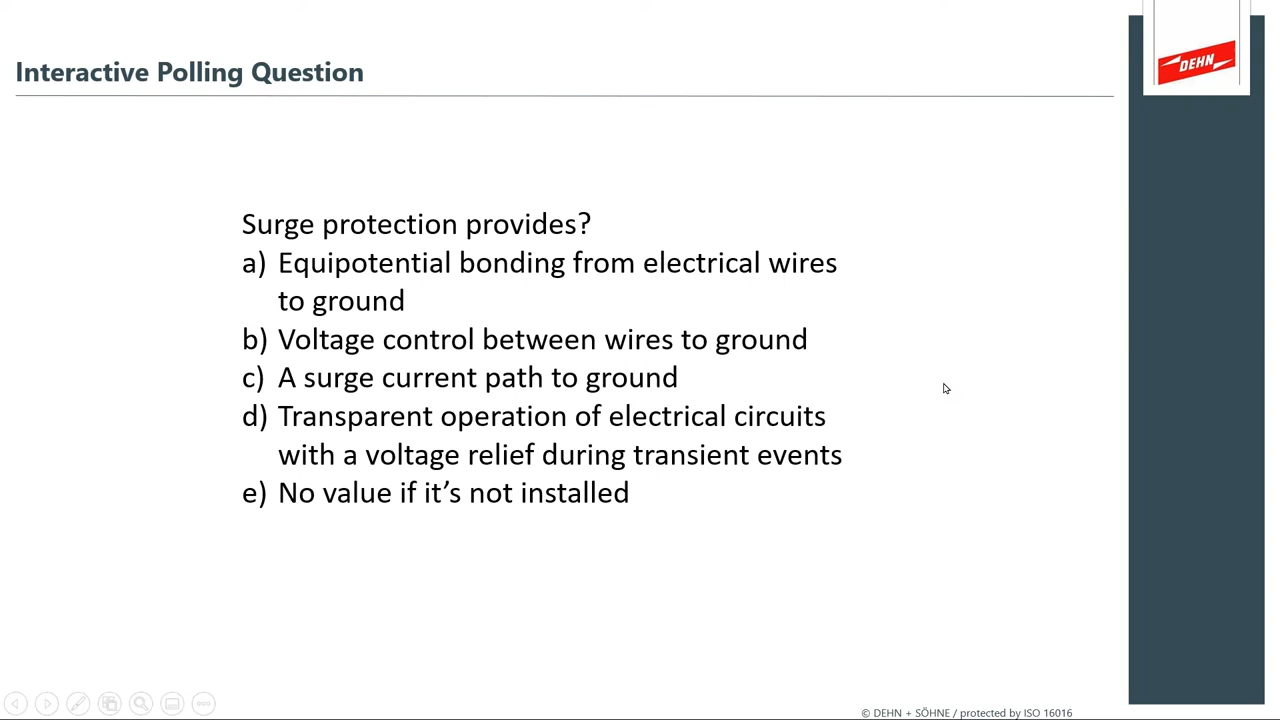 Interactive Polling Question
DEHN
Surge protection provides?
a) Equipotential bonding from electrical wires
to ground
b) Voltage control between wires to ground
c) A surge current path to ground
d) Transparent operation of electrical circuits
with a voltage relief during transient events
e) No value if it’s not installed
© DEHN + SÖHNE / protected by ISO 16016